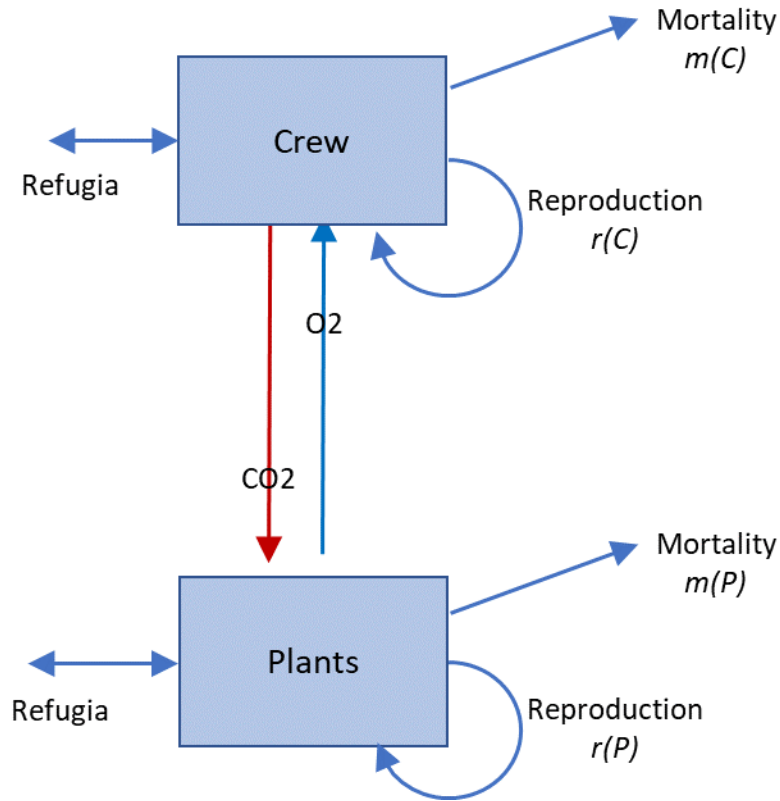 Mortality
m(C)
Crew
Refugia
Reproduction
r(C)
O2
CO2
Mortality
m(P)
Plants
Refugia
Reproduction
r(P)